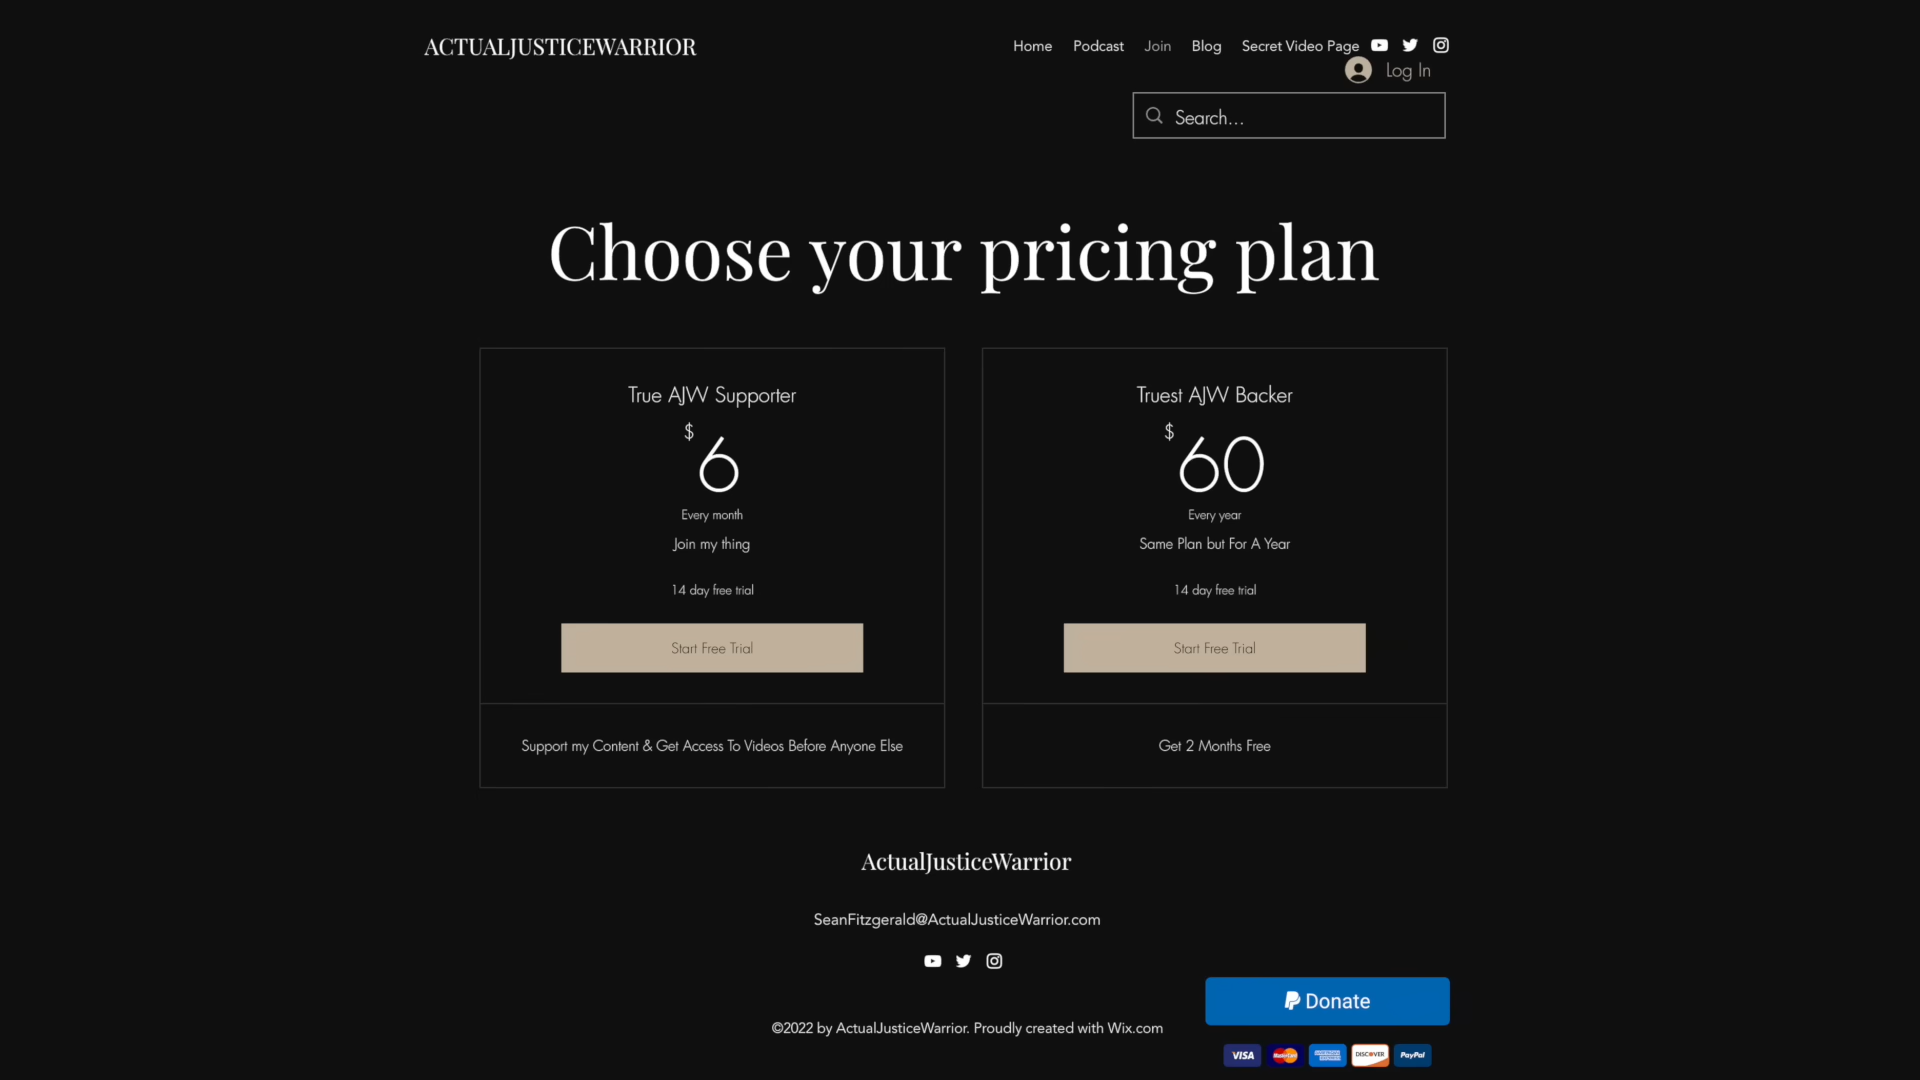 ACTUALJUSTICEWARRIOR
Home Podcast Join Blog Secret Video Page
Log In
Search...
Choose your pricing plan
True AJW Supporter
$6
Every month
Join my thing
14 day free trial
Start Free Trial
Support my Content & Get Access To Videos Before Anyone Else
Truest AJW Backer
$60
Every year
Same Plan but For A Year
14 day free trial
Start Free Trial
Get 2 Months Free
ActualJusticeWarrior
SeanFitzgerald@ActualJusticeWarrior.com
Donate
©2022 by ActualJusticeWarrior. Proudly created with Wix.com
VISA MasterCard DISCOVER PayPal